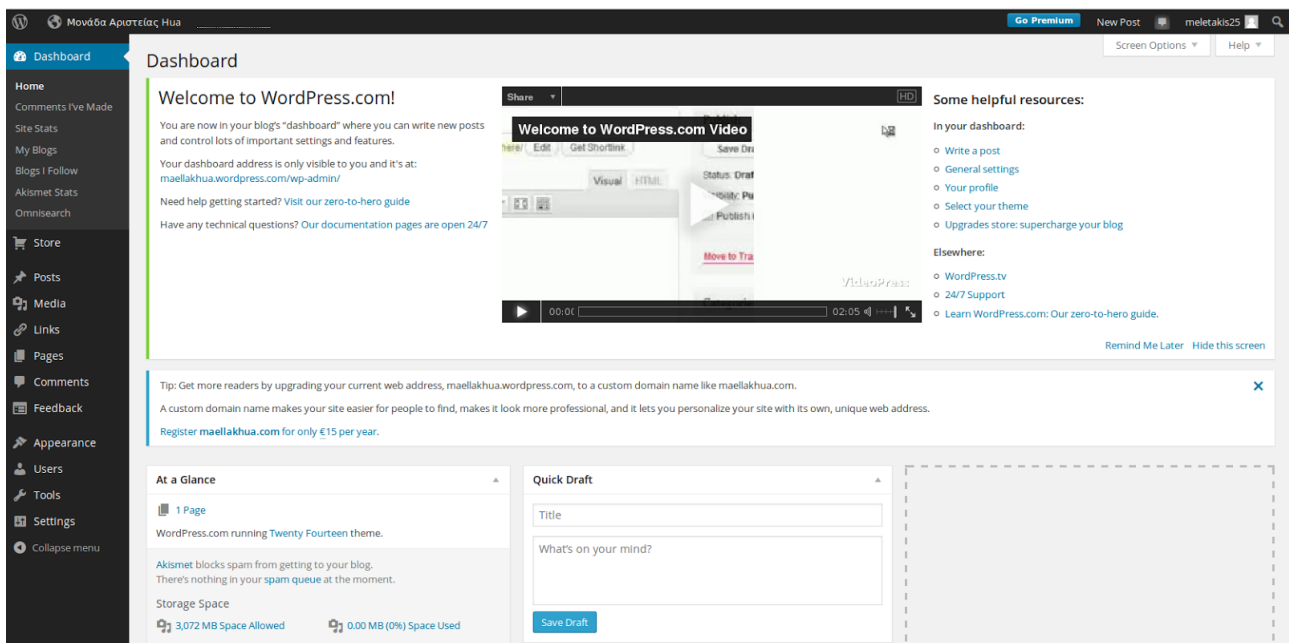 Μονάδα Αριστείας Hua
Go Premium
New Post
meletakis25
Dashboard
Home
Comments I've Made
Site Stats
My Blogs
Blogs I Follow
Akismet Stats
Omnisearch
Store
Posts
Media
Links
Pages
Comments
Feedback
Appearance
Users
Tools
Settings
Collapse menu
Screen Options
Help
Dashboard
Welcome to WordPress.com!
You are now in your blog's “dashboard” where you can write new posts
and control lots of important settings and features.
Your dashboard address is only visible to you and it's at:
maellakhua.wordpress.com/wp-admin/
Need help getting started? Visit our zero-to-hero guide
Have any technical questions? Our documentation pages are open 24/7
Share
HD
Welcome to WordPress.com Video
here/ Edit Get Shortlink
Save Dra
Visual HTML
Status: Draf
Pu
Publish i
Move to Tra
VideoPress
00:0
02:05
Some helpful resources:
In your dashboard:
Write a post
General settings
Your profile
Select your theme
Upgrades store: supercharge your blog
Elsewhere:
WordPress.tv
24/7 Support
Learn WordPress.com: Our zero-to-hero guide.
Remind Me Later Hide this screen
Tip: Get more readers by upgrading your current web address, maellakhua.wordpress.com, to a custom domain name like maellakhua.com.
A custom domain name makes your site easier for people to find, makes it look more professional, and it lets you personalize your site with its own, unique web address.
Register maellakhua.com for only €15 per year.
At a Glance
1 Page
WordPress.com running Twenty Fourteen theme.
Akismet blocks spam from getting to your blog.
There's nothing in your spam queue at the moment.
Storage Space
3,072 MB Space Allowed
0.00 MB (0%) Space Used
Quick Draft
Title
What's on your mind?
Save Draft